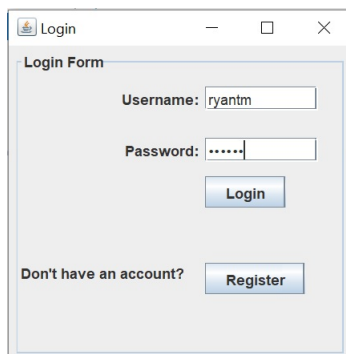 Login
Login Form
Username: ryantm
Password: ••••••
Login
Don't have an account? Register